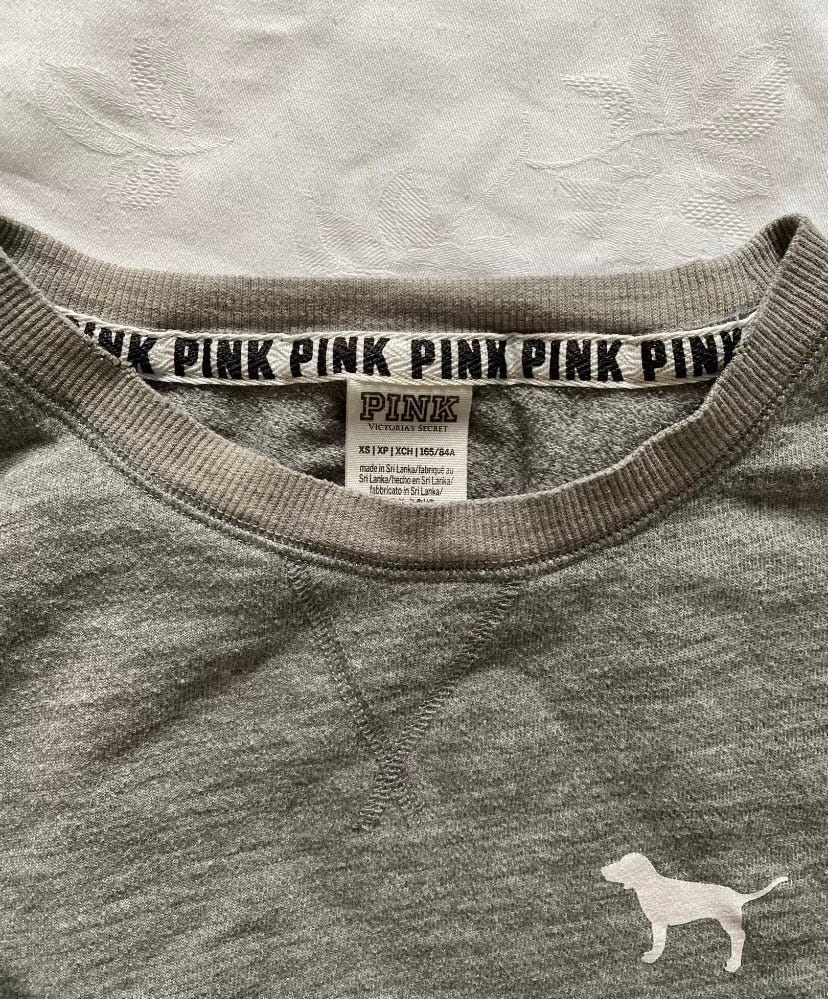 PINK PINK PINK PINK PINK
PINK
VICTORIA'S SECRET
XS | XP | XCH | 165/84A
made in Sri Lanka/fabriqué au
Sri Lanka/hecho en Sri Lanka/
fabbricato in Sri Lanka/